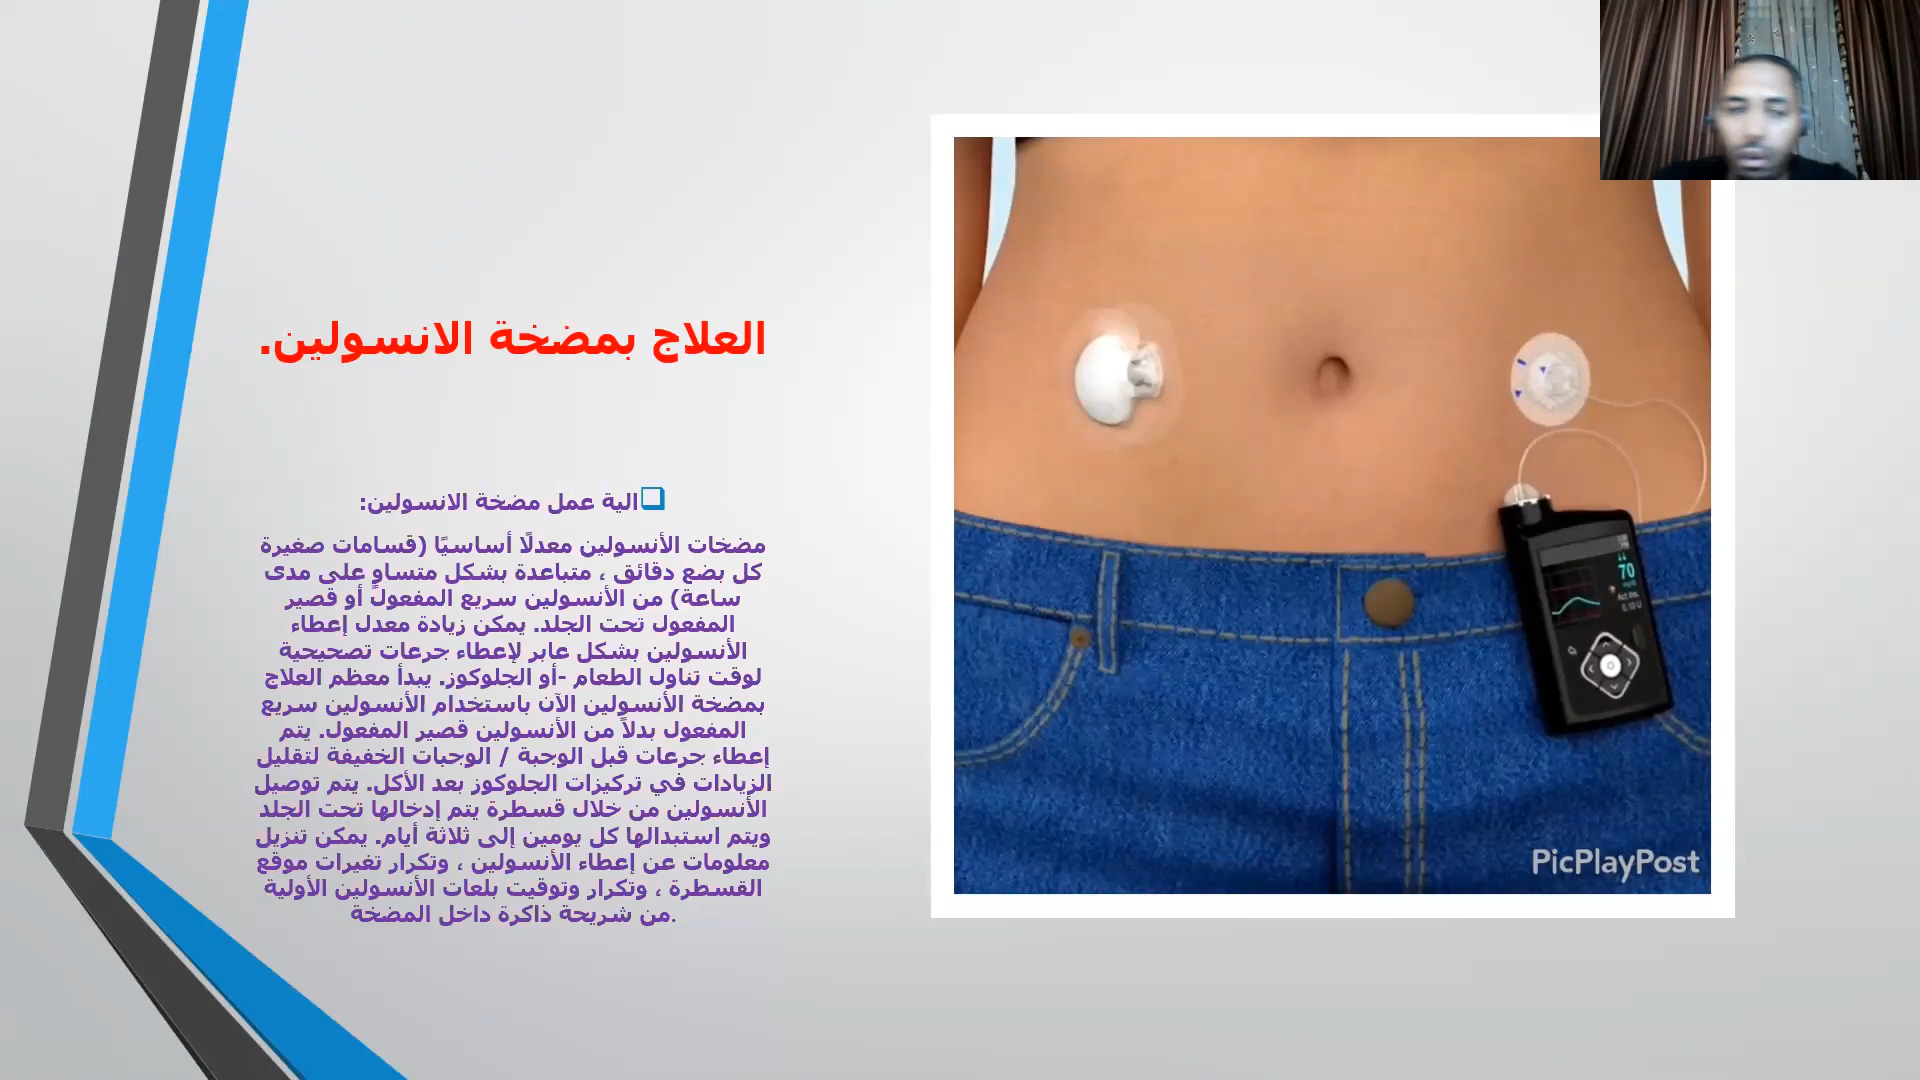 العلاج بمضخة الانسولين.
الية عمل مضخة الانسولين:
مضخات الأنسولين معدلًا أساسيًا (قسامات صغيرة
كل بضع دقائق ، متباعدة بشكل متساوٍ على مدى
ساعة) من الأنسولين سريع المفعول أو قصير
المفعول تحت الجلد. يمكن زيادة معدل إعطاء
الأنسولين بشكل عابر لإعطاء جرعات تصحيحية
لوقت تناول الطعام -أو الجلوكوز. يبدأ معظم العلاج
بمضخة الأنسولين الآن باستخدام الأنسولين سريع
المفعول بدلاً من الأنسولين قصير المفعول. يتم
إعطاء جرعات قبل الوجبة / الوجبات الخفيفة لتقليل
الزيادات في تركيزات الجلوكوز بعد الأكل. يتم توصيل
الأنسولين من خلال قسطرة يتم إدخالها تحت الجلد
ويتم استبدالها كل يومين إلى ثلاثة أيام. يمكن تنزيل
معلومات عن إعطاء الأنسولين ، وتكرار تغيرات موقع
القسطرة ، وتكرار وتوقيت بلعات الأنسولين الأولية
من شريحة ذاكرة داخل المضخة.
70
Act Ins.
0.10 U
PicPlayPost